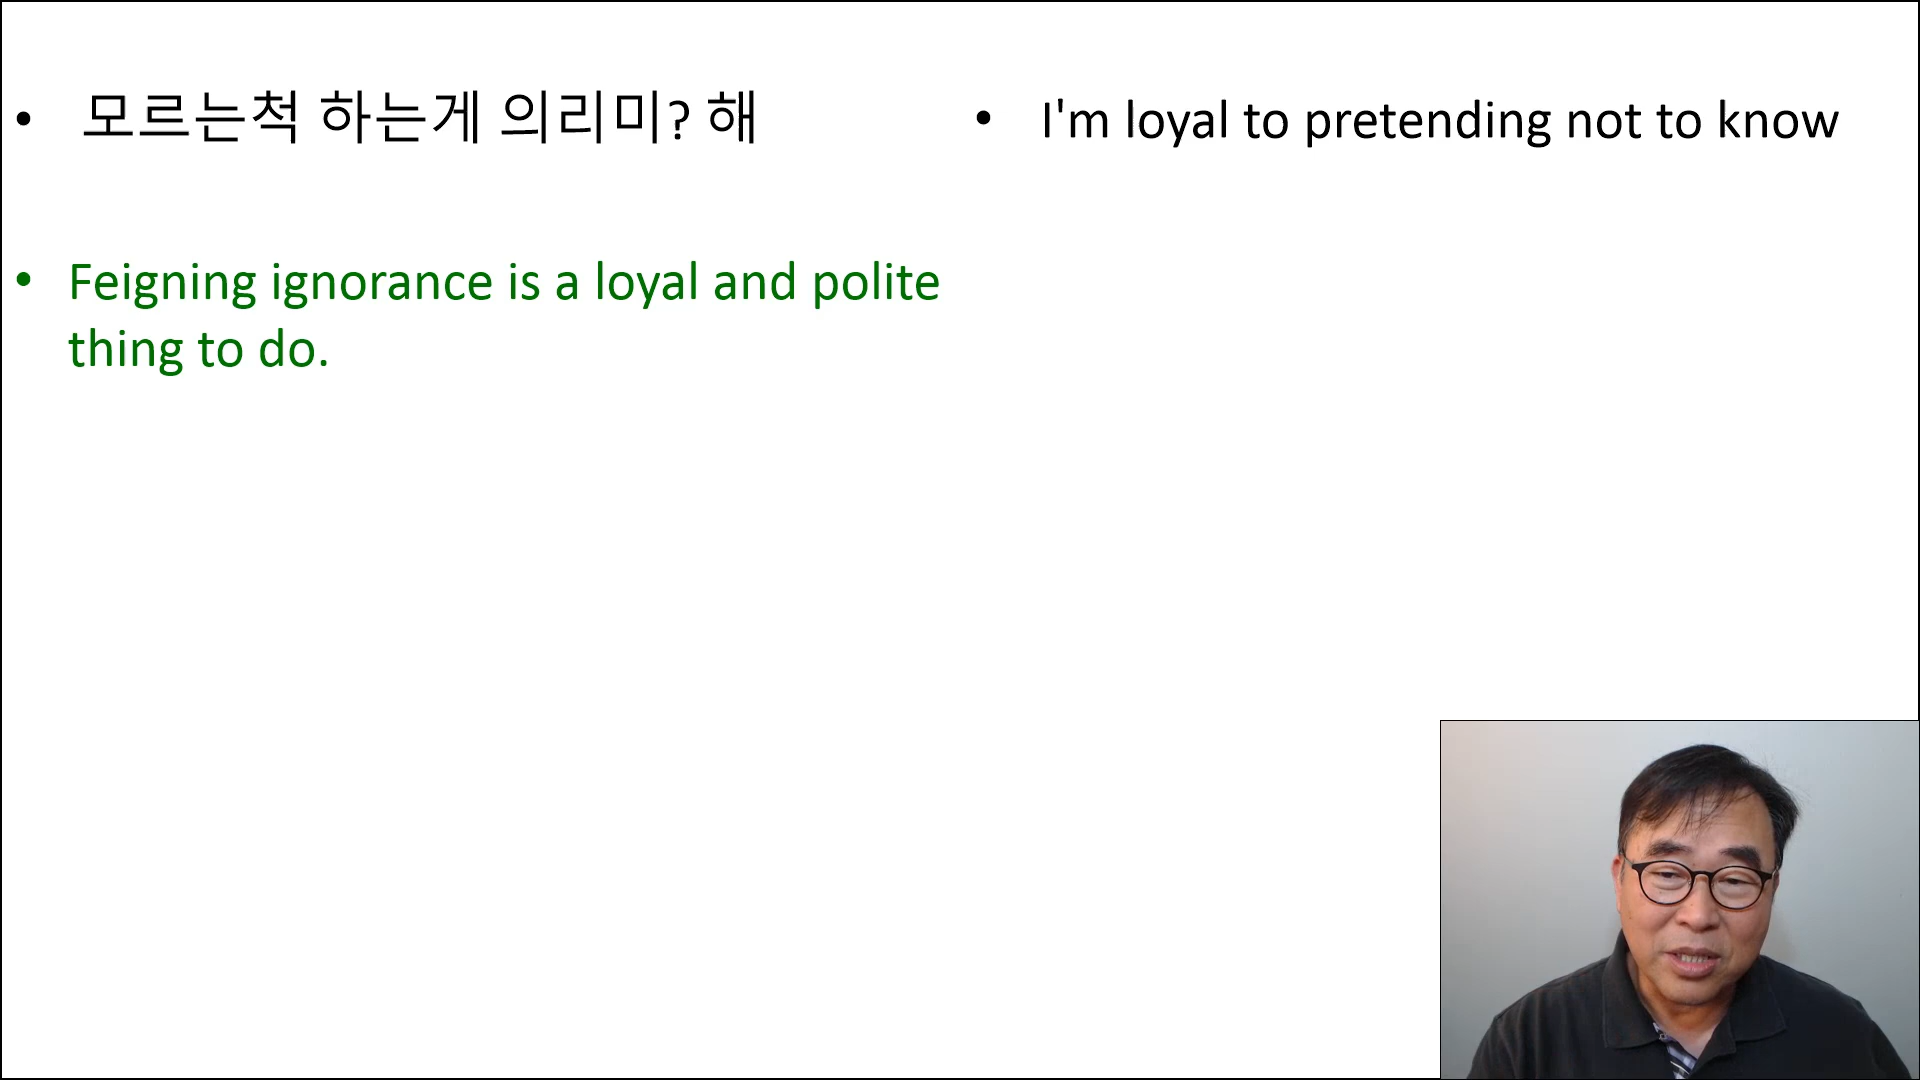 • 모르는척 하는게 의리미? 해
• Feigning ignorance is a loyal and polite
thing to do.
• I'm loyal to pretending not to know